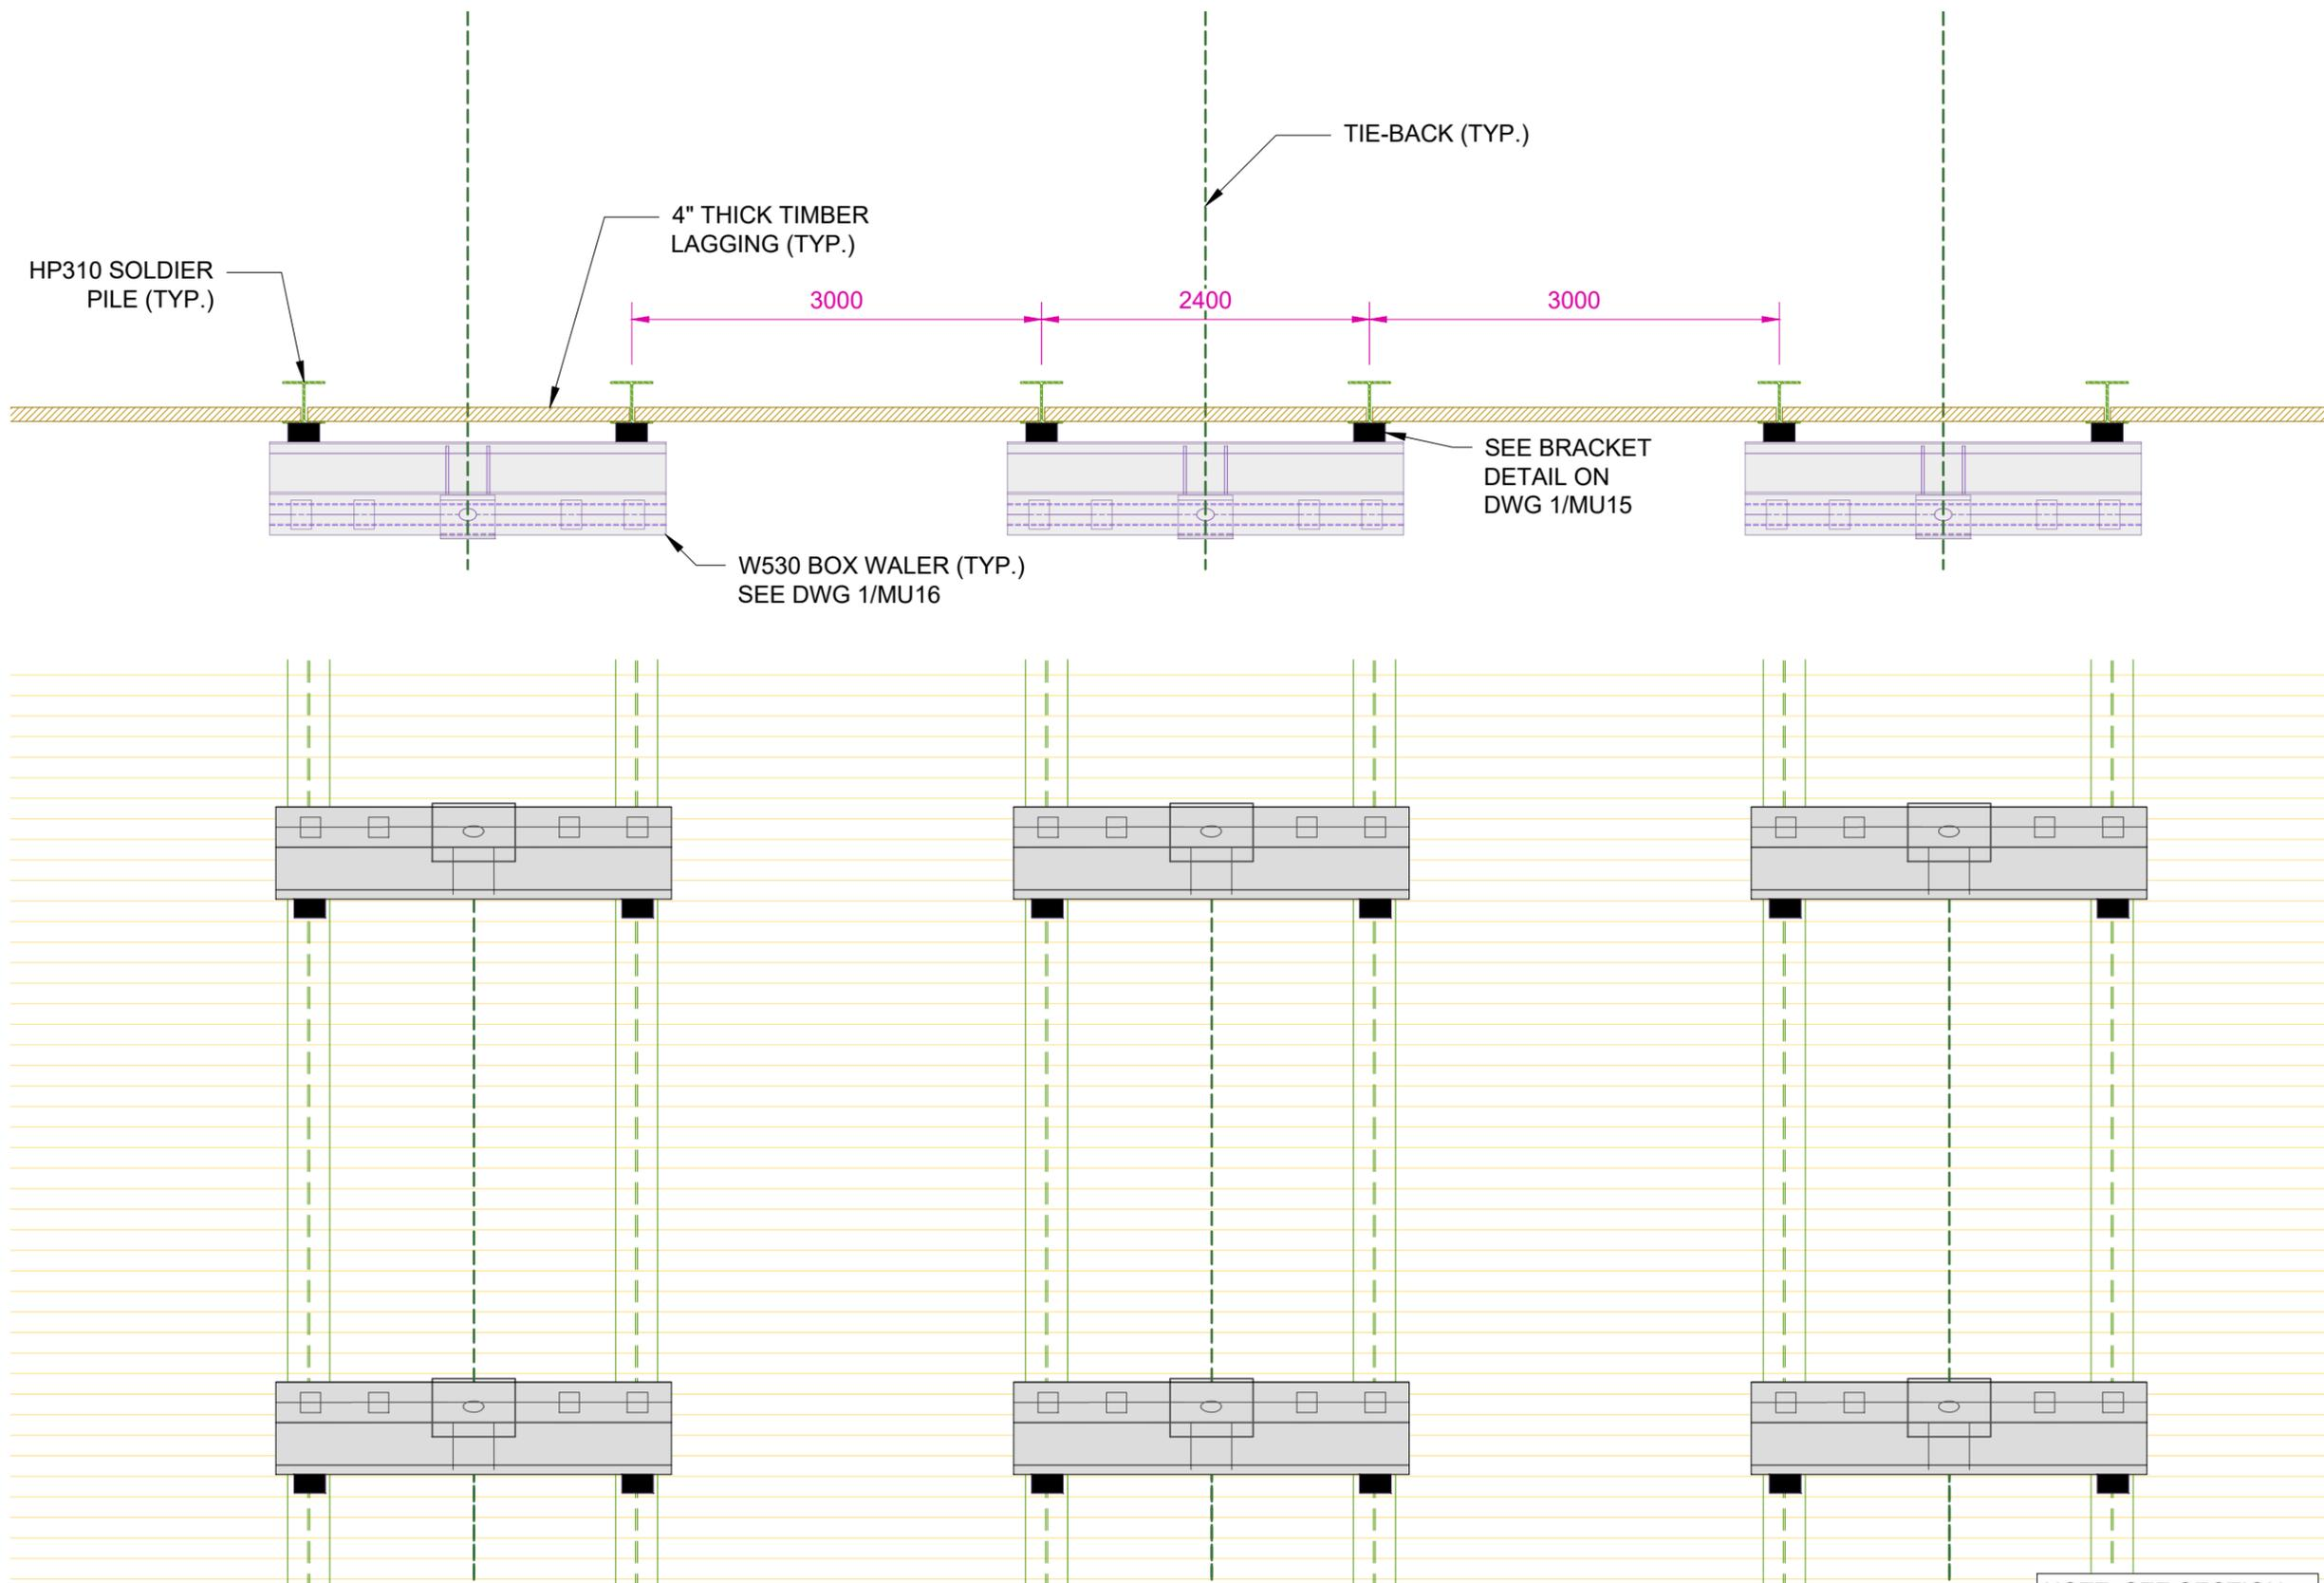 TIE-BACK (TYP.)
4" THICK TIMBER
LAGGING (TYP.)
HP310 SOLDIER
PILE (TYP.)
3000
2400
3000
SEE BRACKET
DETAIL ON
DWG 1/MU15
W530 BOX WALER (TYP.)
SEE DWG 1/MU16